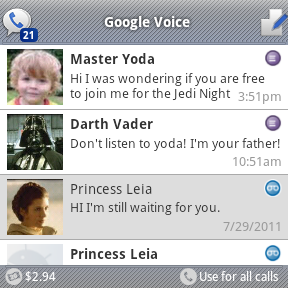 Google Voice
21
Master Yoda
Hi I was wondering if you are free
to join me for the Jedi Night
3:51pm
Darth Vader
Don't listen to yoda! I'm your father!
10:51am
Princess Leia
HI I'm still waiting for you.
7/29/2011
Princess Leia
$2.94
Use for all calls